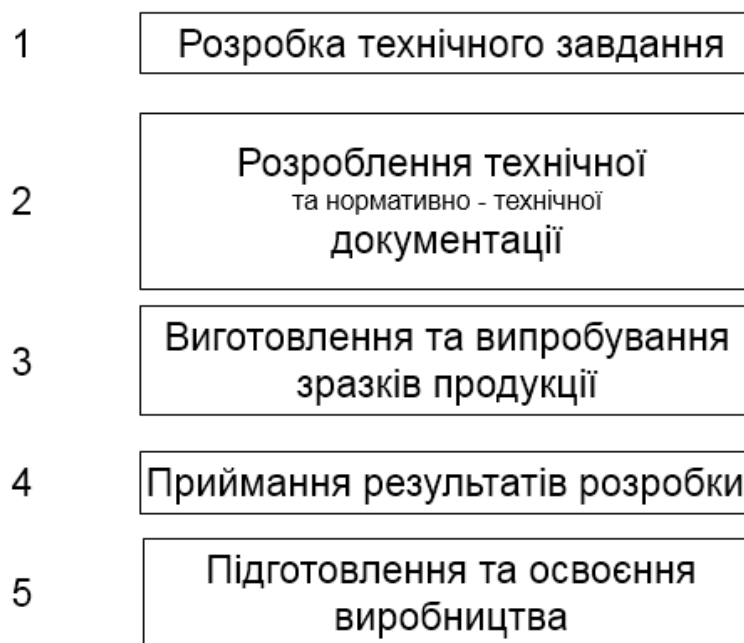 1
Розробка технічного завдання
2
Розроблення технічної
та нормативно - технічної
документації
3
Виготовлення та випробування
зразків продукції
4
Приймання результатів розробки
5
Підготовлення та освоєння
виробництва